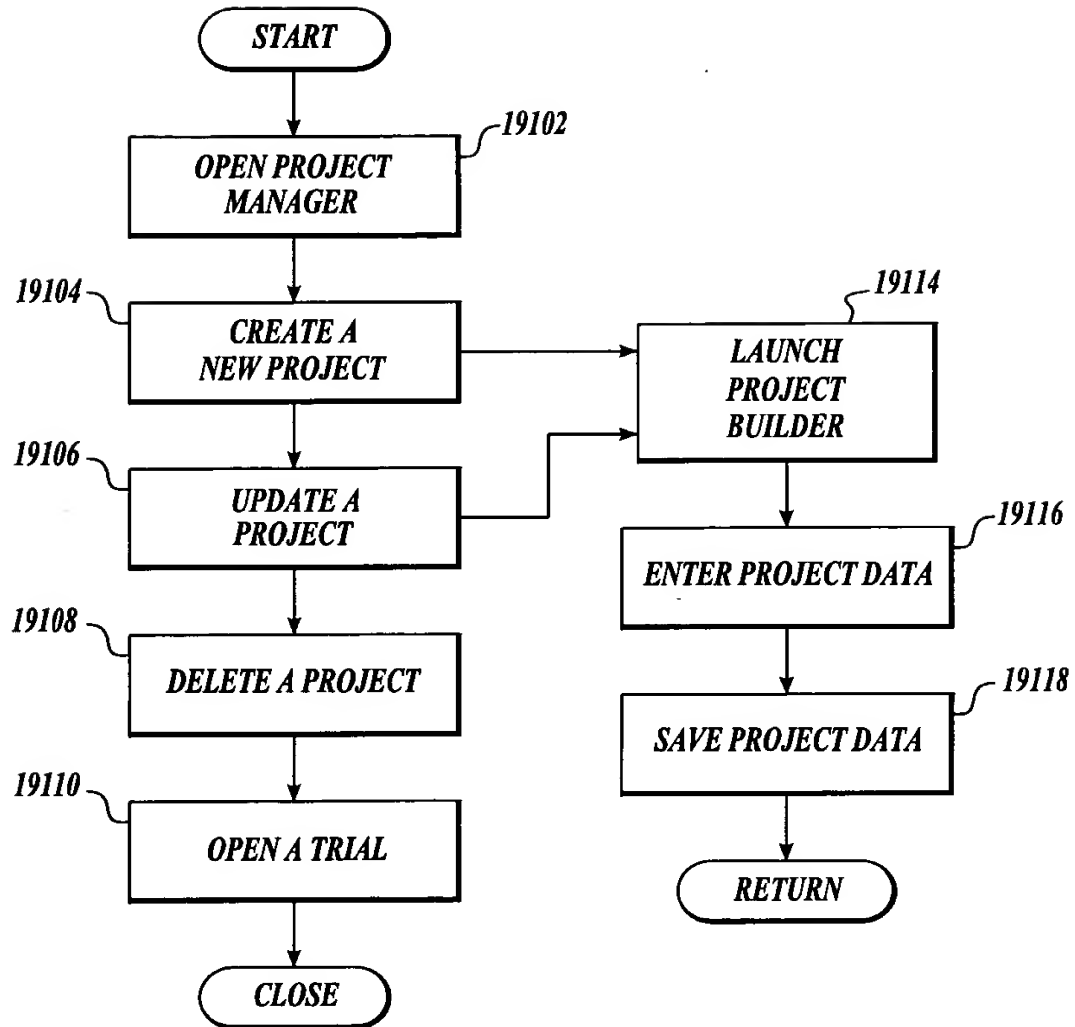 START
19102
OPEN PROJECT
MANAGER
19104
CREATE A
NEW PROJECT
19106
UPDATE A
PROJECT
19108
DELETE A PROJECT
19110
OPEN A TRIAL
CLOSE
19114
LAUNCH
PROJECT
BUILDER
19116
ENTER PROJECT DATA
19118
SAVE PROJECT DATA
RETURN